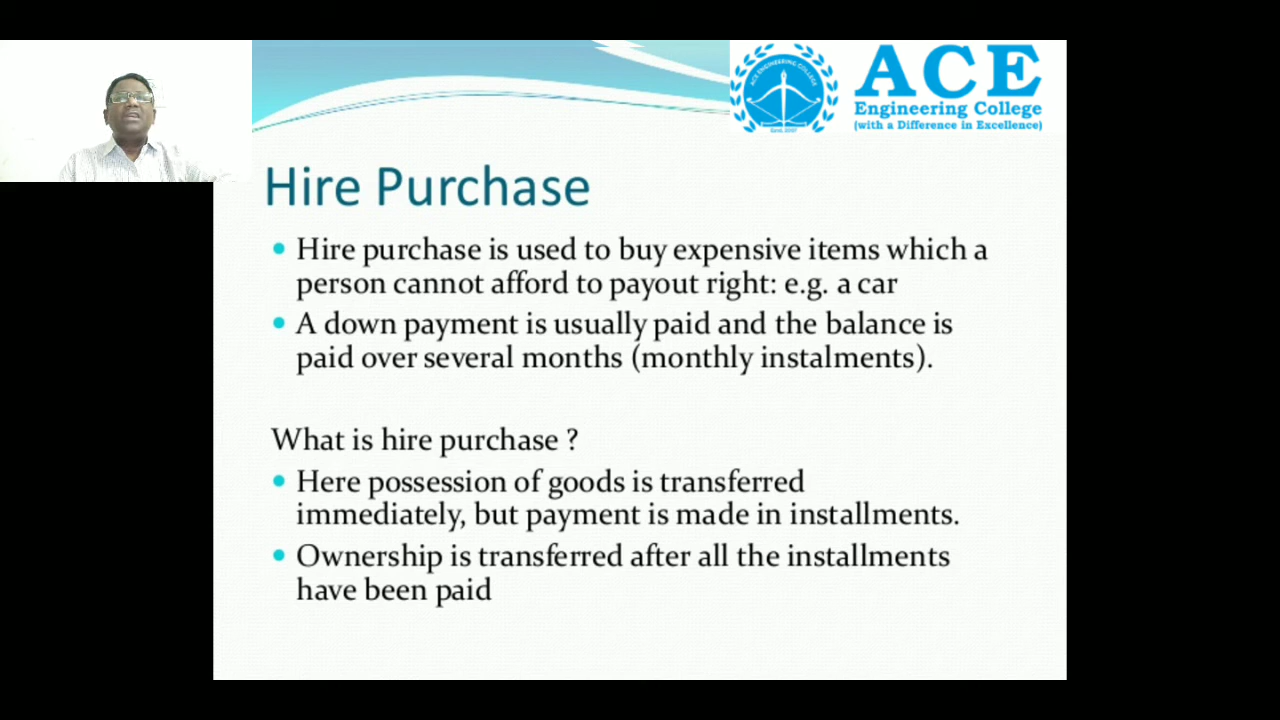 ACE ENGINEERING COLLEGE
ACE
Engineering College
(with a Difference in Excellence)
Hire Purchase
Hire purchase is used to buy expensive items which a
person cannot afford to payout right: e.g. a car
A down payment is usually paid and the balance is
paid over several months (monthly instalments).
What is hire purchase ?
Here possession of goods is transferred
immediately, but payment is made in installments.
Ownership is transferred after all the installments
have been paid